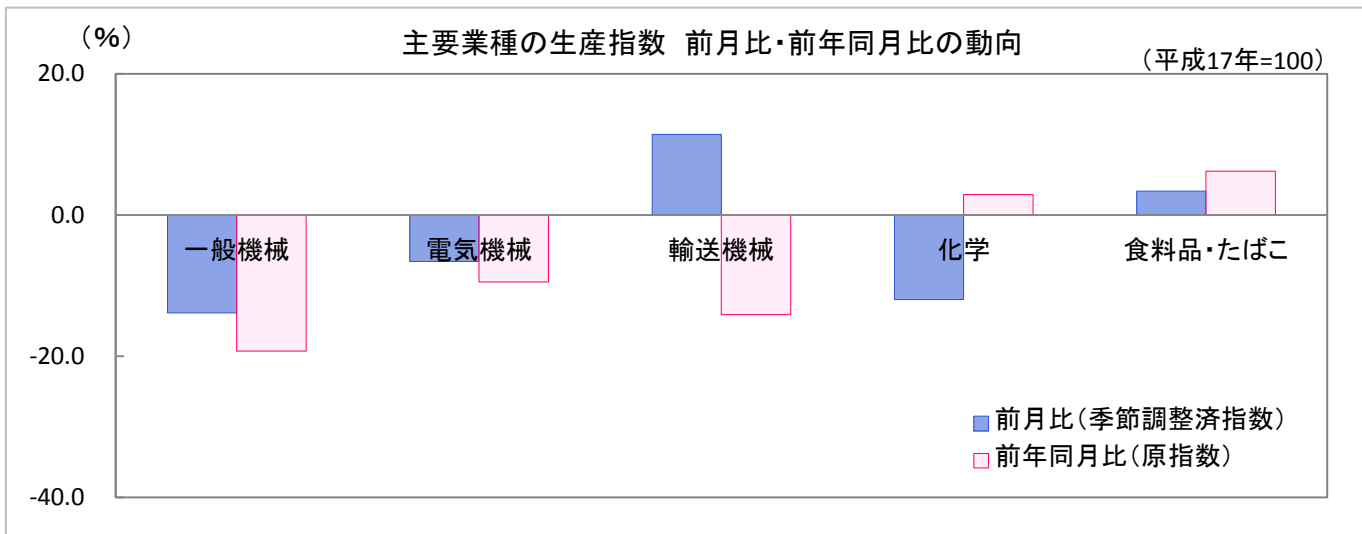 （％）
主要業種の生産指数 前月比・前年同月比の動向
（平成17年=100）
20.0
0.0
一般機械 電気機械 輸送機械 化学 食料品・たばこ
-20.0
前月比（季節調整済指数）
前年同月比（原指数）
-40.0